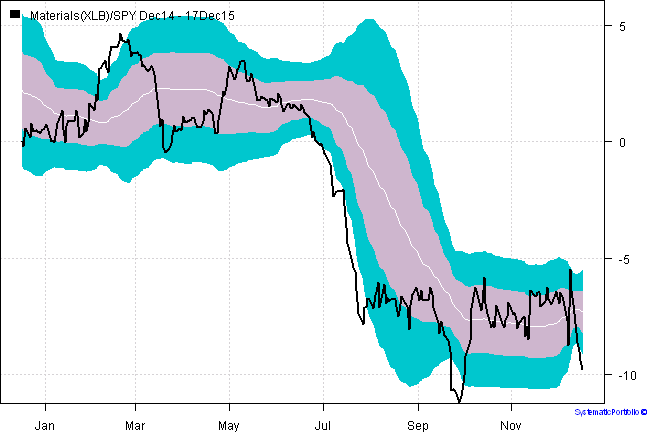 Materials(XLB)/SPY Dec14 - 17Dec15
5
0
-5
-10
Jan Mar May Jul Sep Nov
SystematicPortfolio ©